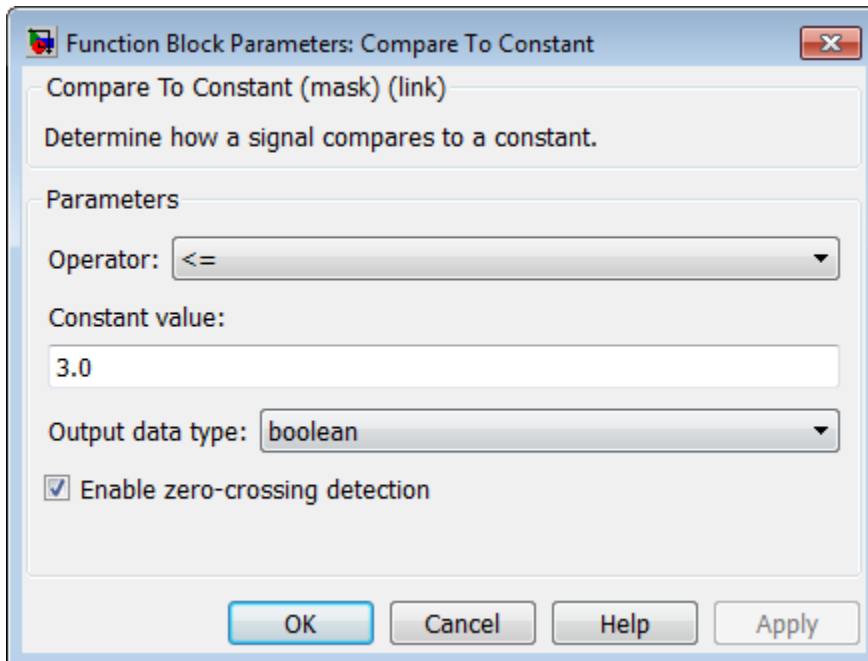 Function Block Parameters: Compare To Constant
Compare To Constant (mask) (link)
Determine how a signal compares to a constant.
Parameters
Operator: <=
Constant value:
3.0
Output data type: boolean
Enable zero-crossing detection
OK Cancel Help Apply